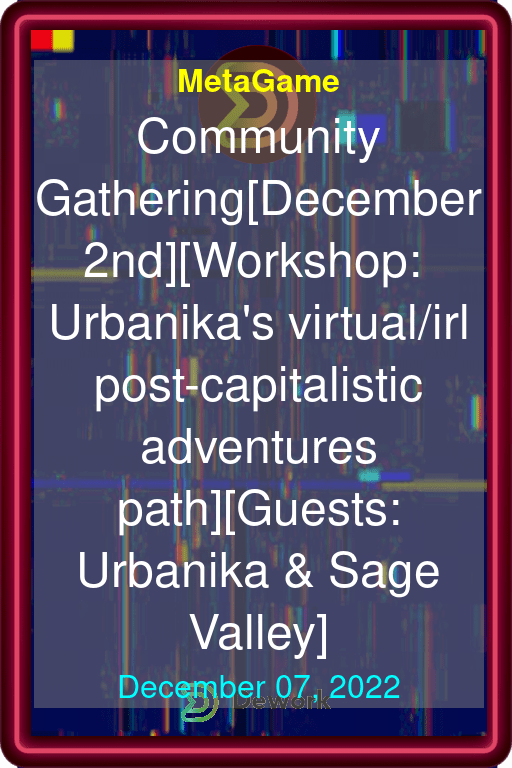 MetaGame
Community
Gathering[December
2nd][Workshop:
Urbanika's virtual/irl
post-capitalistic
adventures
path][Guests:
Urbanika & Sage
Valley]
December 07, 2022
Dework